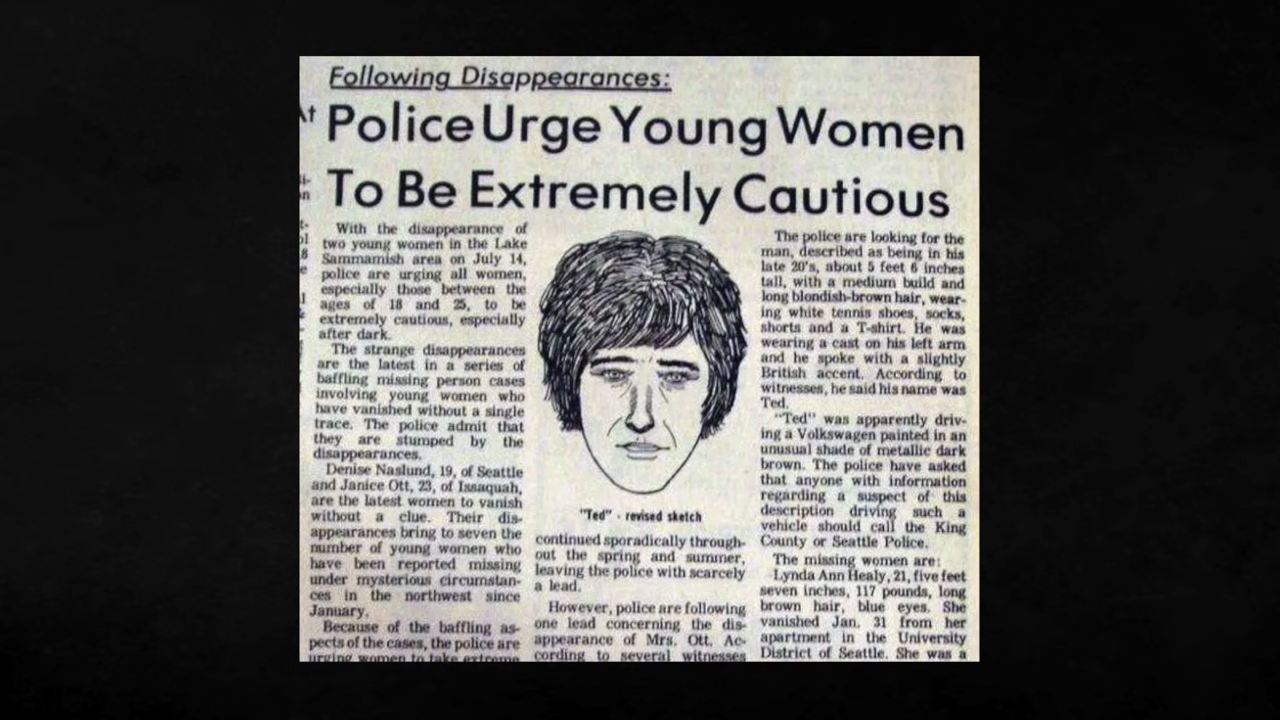 Following Disappearances:
Police Urge Young Women
To Be Extremely Cautious
With the disappearance of
two young women in the Lake
Sammamish area on July 14,
police are urging all women,
especially those between the
ages of 18 and 25, to be
extremely cautious, especially
after dark.
The strange disappearances
are the latest in a series of
baffling missing person cases
involving young women who
have vanished without a single
trace. The police admit that
they are stumped by the
disappearances.
Denise Naslund, 19, of Seattle
and Janice Ott, 23, of Issaquah,
are the latest women to vanish
without a clue. Their dis-
appearances bring to seven the
number of young women who
have been reported missing
under mysterious circumstan-
ces in the northwest since
January.
Because of the baffling as-
pects of the cases, the police are
urging women to take extreme
"Ted" - revised sketch
continued sporadically through-
out the spring and summer,
leaving the police with scarcely
a lead.
However, police are following
one lead concerning the dis-
appearance of Mrs. Ott. Ac-
cording to several witnesses
The police are looking for the
man, described as being in his
late 20's, about 5 feet 6 inches
tall, with a medium build and
long blondish-brown hair, wear-
ing white tennis shoes, socks,
shorts and a T-shirt. He was
wearing a cast on his left arm
and he spoke with a slightly
British accent. According to
witnesses, he said his name was
Ted.
"Ted" was apparently driv-
ing a Volkswagen painted in an
unusual shade of metallic dark
brown. The police have asked
that anyone with information
regarding a suspect of this
description driving such a
vehicle should call the King
County or Seattle Police.
The missing women are:
Lynda Ann Healy, 21, five feet
seven inches, 117 pounds, long
brown hair, blue eyes. She
vanished Jan. 31 from her
apartment in the University
District of Seattle. She was a